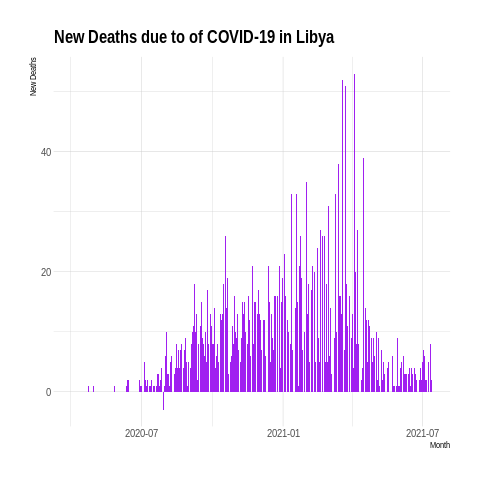 New Deaths due to of COVID-19 in Libya
New Deaths
40
20
0
2020-07
2021-01
2021-07
Month